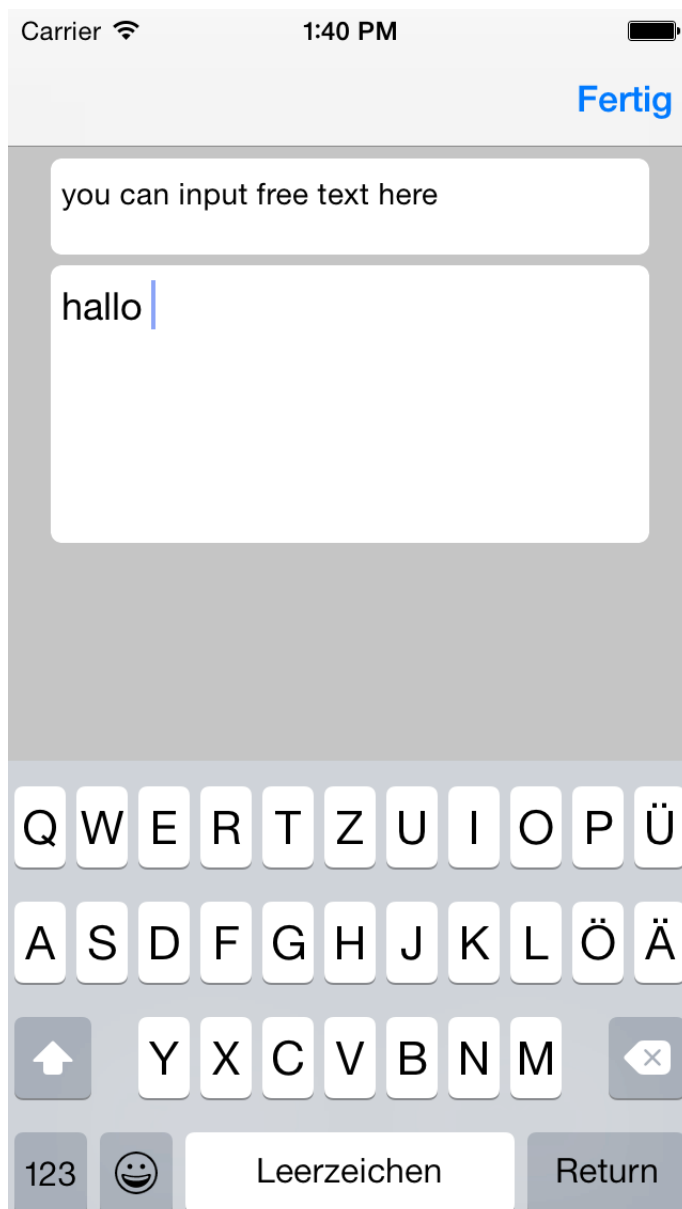 Carrier 1:40 PM
Fertig
you can input free text here
hallo
Q W E R T Z U I O P Ü
A S D F G H J K L Ö Ä
Y X C V B N M
123 Leerzeichen Return